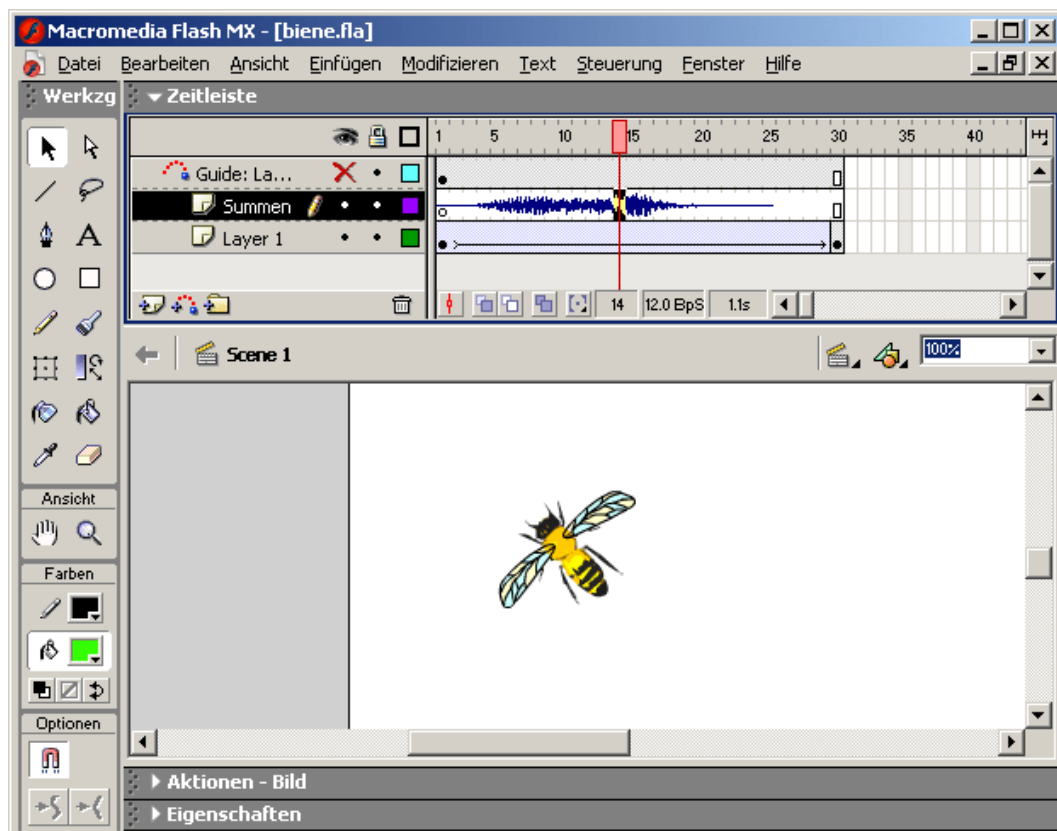 Macromedia Flash MX - [biene.fla]
Datei Bearbeiten Ansicht Einfügen Modifizieren Text Steuerung Fenster Hilfe
Werkzg
Zeitleiste
1 5 10 15 20 25 30 35 40
Guide: La...
Summen
Layer 1
14 12.0 BpS 1.1s
Scene 1
100%
A
Ansicht
Farben
Optionen
Aktionen - Bild
Eigenschaften